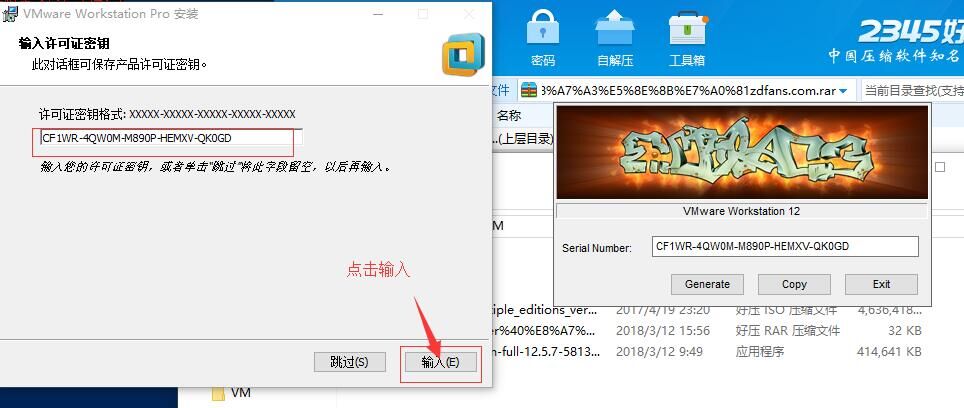 VMware Workstation Pro 安装
输入许可证密钥
此对话框可保存产品许可证密钥。
许可证密钥格式: XXXXX-XXXXX-XXXXX-XXXXX-XXXXX
CF1WR-4QW0M-M890P-HEMXV-QK0GD
输入您的许可证密钥，或者单击"跳过"将此字段留空，以后再输入。
点击输入
跳过(S)
输入(E)
VM
2345好
中国压缩软件知名
密码
自解压
工具箱
文件
3%A7%A3%E5%8E%8B%E7%A0%81zdfans.com.rar
当前目录查找(支持
名称
..(上层目录)
M
VMware Workstation 12
Serial Number:
CF1WR-4QW0M-M890P-HEMXV-QK0GD
Generate
Copy
Exit
tiple_editions_ver... 2017/4/19 23:20 好压 ISO 压缩文件 4,636,418...
er%40%E8%A7%... 2018/3/12 15:56 好压 RAR 压缩文件 32 KB
m-full-12.5.7-5813... 2018/3/12 9:49 应用程序 414,641 KB